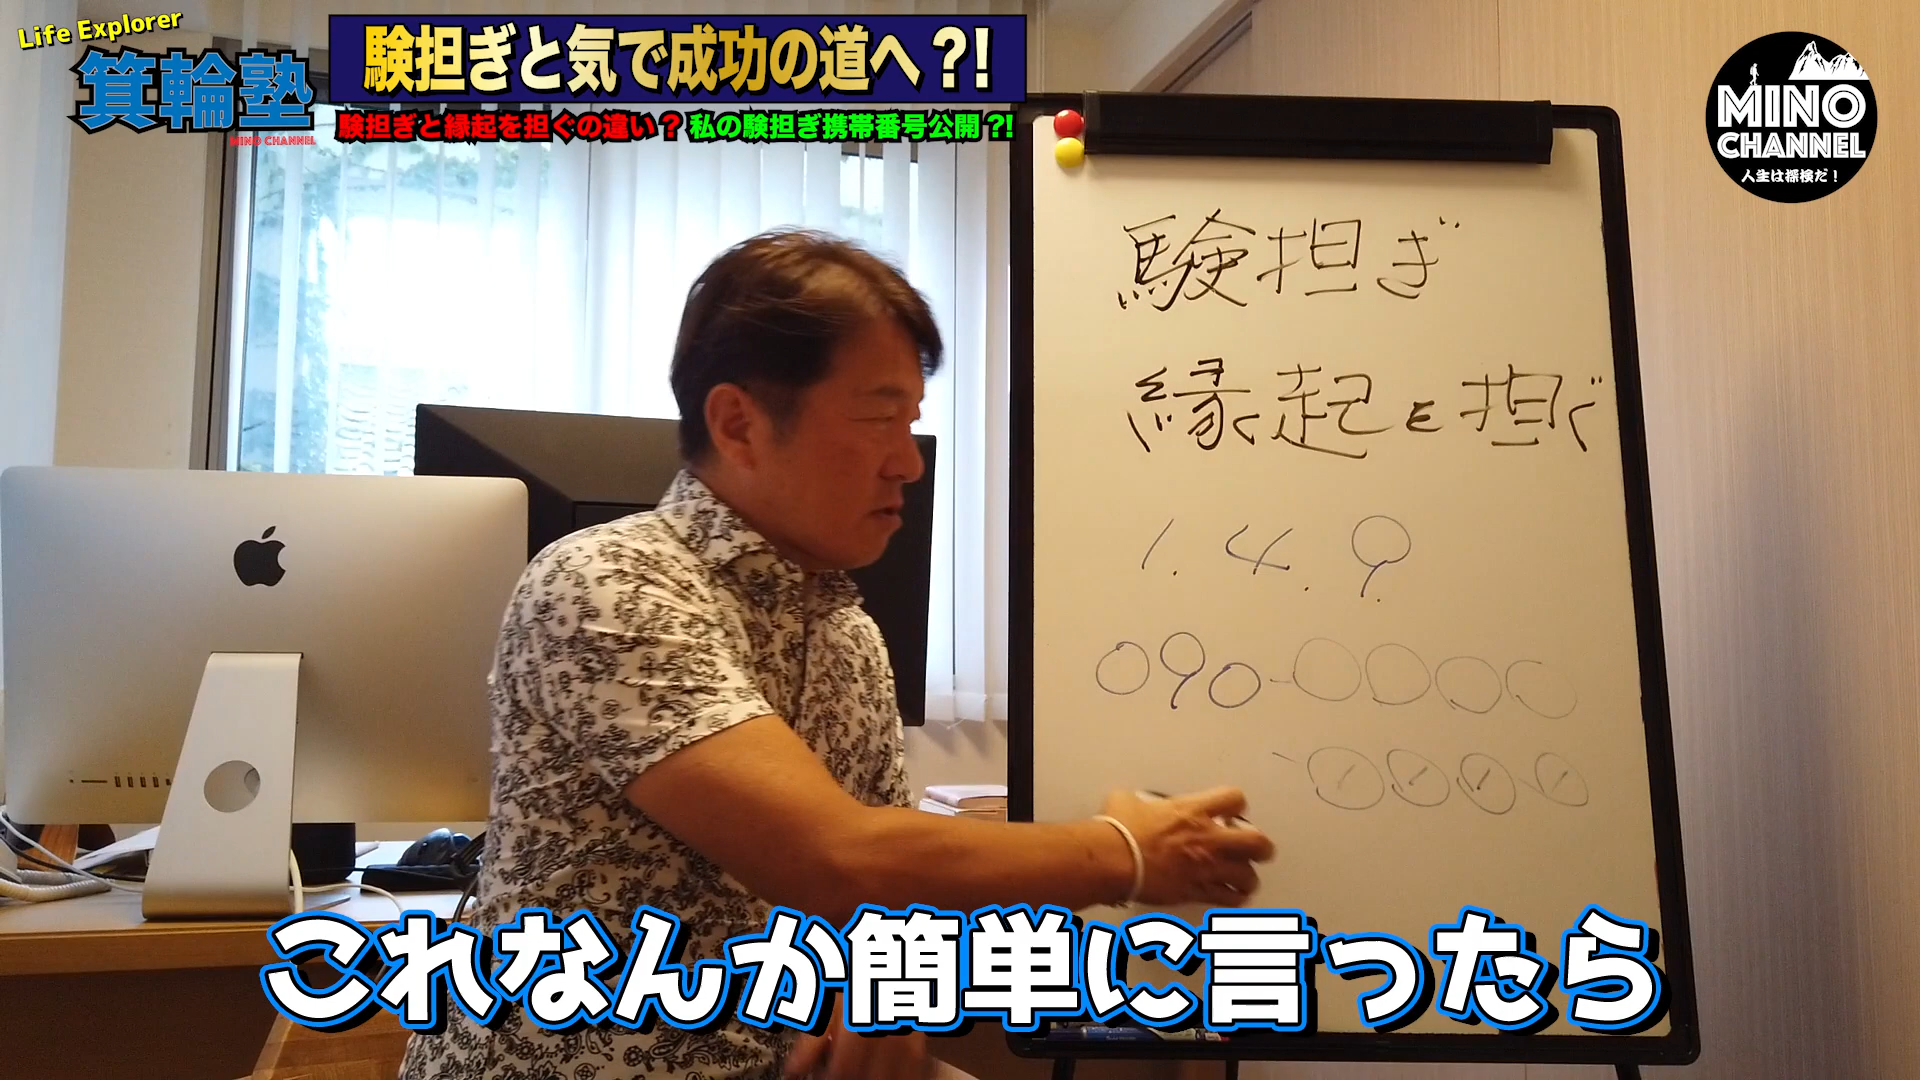 Life Explorer
箕輪塾
MINO CHANNEL
験担ぎと気で成功の道へ?!
験担ぎと縁起を担ぐの違い?私の験担ぎ携帯番号公開?!
MINO
CHANNEL
人生は探検だ!
験担ぎ
縁起を担ぐ
1.4.9.
090-0000
-①①①①
これなんか簡単に言ったら